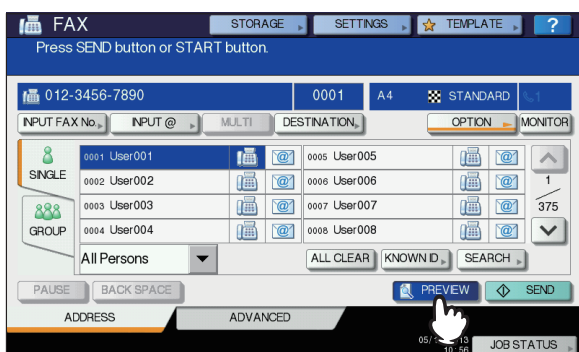 FAX STORAGE SETTINGS TEMPLATE ?
Press SEND button or START button.
012-3456-7890 0001 A4 STANDARD 1
INPUT FAX No. INPUT @ MULTI DESTINATION OPTION MONITOR
SINGLE
GROUP
0001 User001 @ 0005 User005 @
0002 User002 @ 0006 User006 @
0003 User003 @ 0007 User007 @
0004 User004 @ 0008 User008 @
1
375
All Persons ALL CLEAR KNOWN ID SEARCH
PAUSE BACK SPACE PREVIEW SEND
ADDRESS ADVANCED
10:56 JOB STATUS